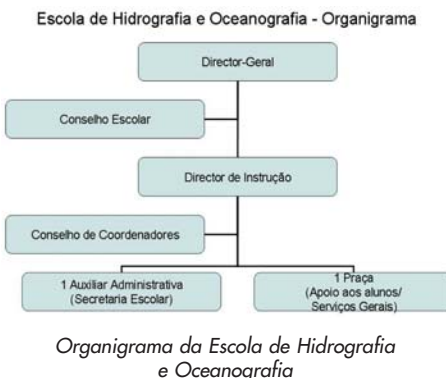 Escola de Hidrografia e Oceanografia - Organigrama
Director-Geral
Conselho Escolar
Director de Instrução
Conselho de Coordenadores
1 Auxiliar Administrativa
(Secretaria Escolar)
1 Praça
(Apoio aos alunos/
Serviços Gerais)
Organigrama da Escola de Hidrografia
e Oceanografia